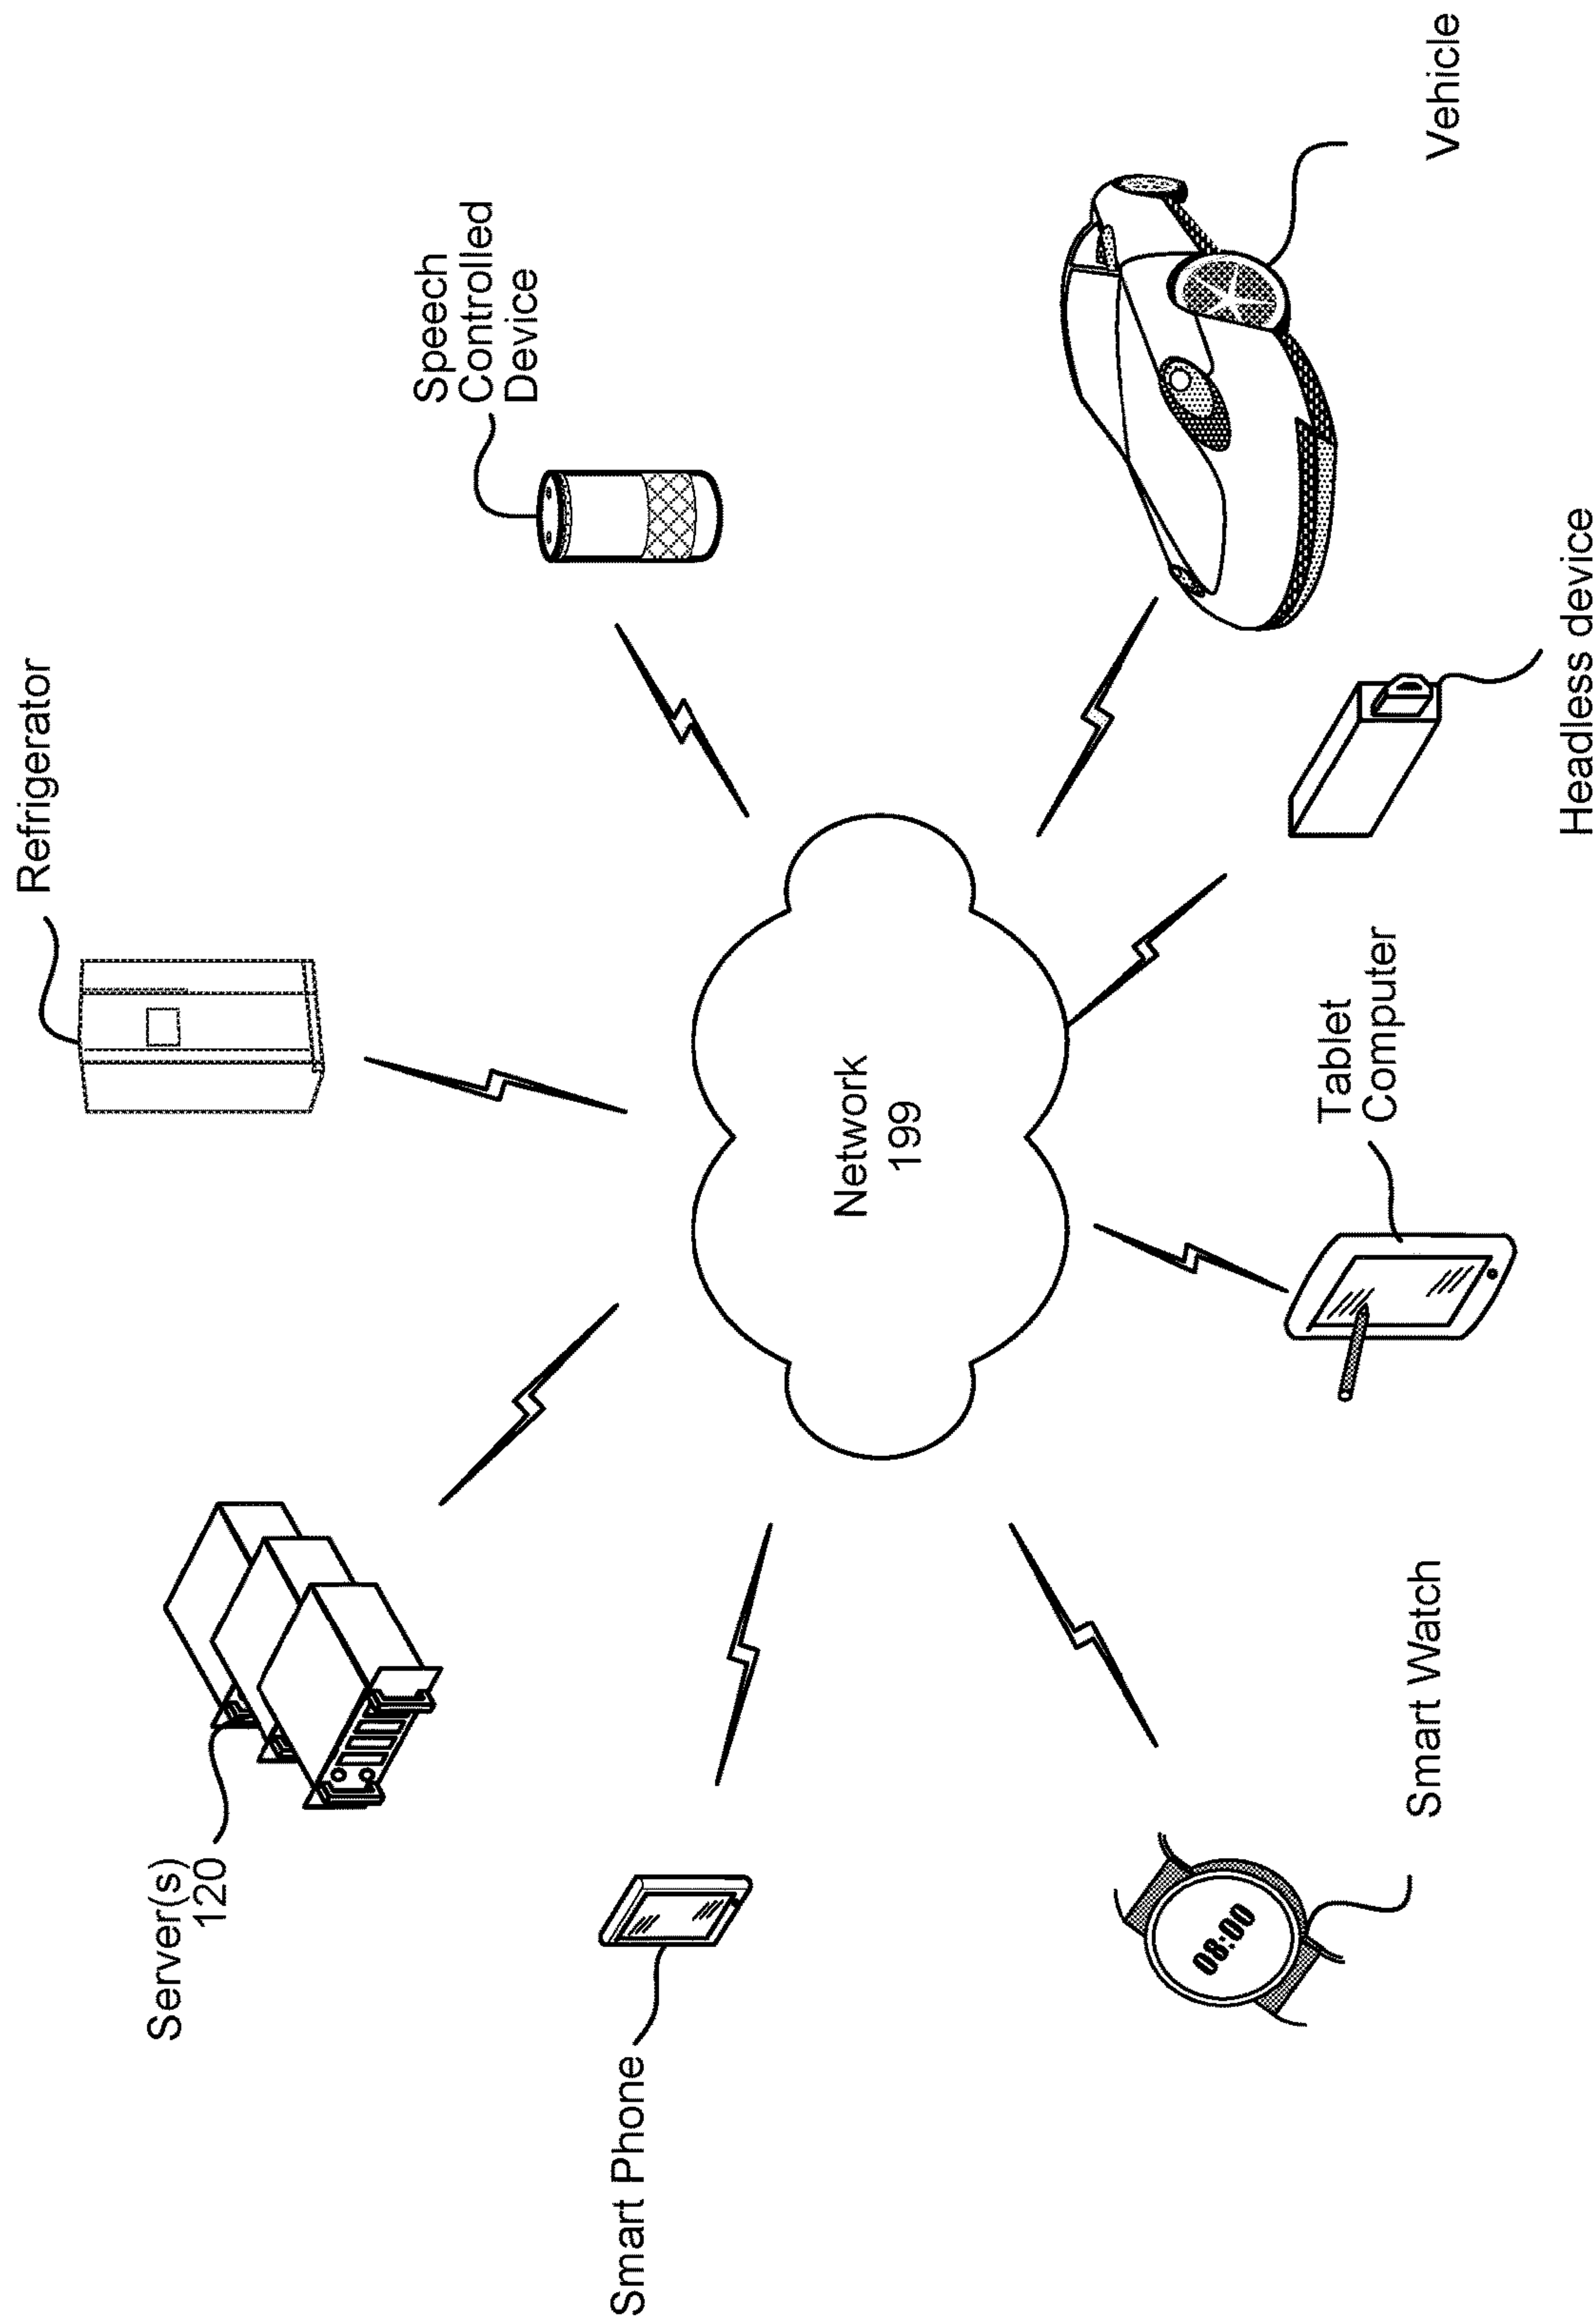 Server(s)
120
Refrigerator
Speech
Controlled
Device
Smart Phone
Network
199
Vehicle
Smart Watch
08:00
Tablet
Computer
Headless device